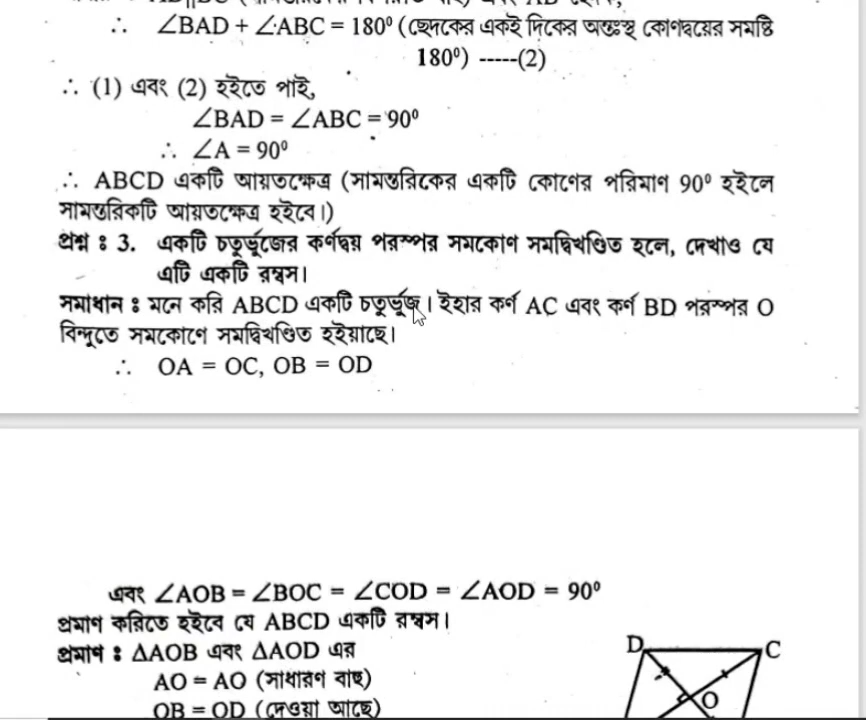 ∴ ∠BAD + ∠ABC = 180⁰ (ছেদকের একই দিকের অন্তঃস্থ কোণদ্বয়ের সমষ্টি
180⁰) -----(2)
∴ (1) এবং (2) হইতে পাই,
∠BAD = ∠ABC = 90⁰
∴ ∠A = 90⁰
∴ ABCD একটি আয়তক্ষেত্র (সামন্তরিকের একটি কোণের পরিমাণ 90⁰ হইলে
সামন্তরিকটি আয়তক্ষেত্র হইবে।)
প্রশ্ন ঃ 3. একটি চতুর্ভূজের কর্ণদ্বয় পরস্পর সমকোণে সমদ্বিখণ্ডিত হলে, দেখাও যে
এটি একটি রম্বস।
সমাধান ঃ মনে করি ABCD একটি চতুর্ভূজ। ইহার কর্ণ AC এবং কর্ণ BD পরস্পর O
বিন্দুতে সমকোণে সমদ্বিখণ্ডিত হইয়াছে।
∴ OA = OC, OB = OD
এবং ∠AOB = ∠BOC = ∠COD = ∠AOD = 90⁰
প্রমাণ করিতে হইবে যে ABCD একটি রম্বস।
প্রমাণ ঃ ΔAOB এবং ΔAOD এর
AO = AO (সাধারণ বাহু)
OB = OD (দেওয়া আছে)
D
C
O